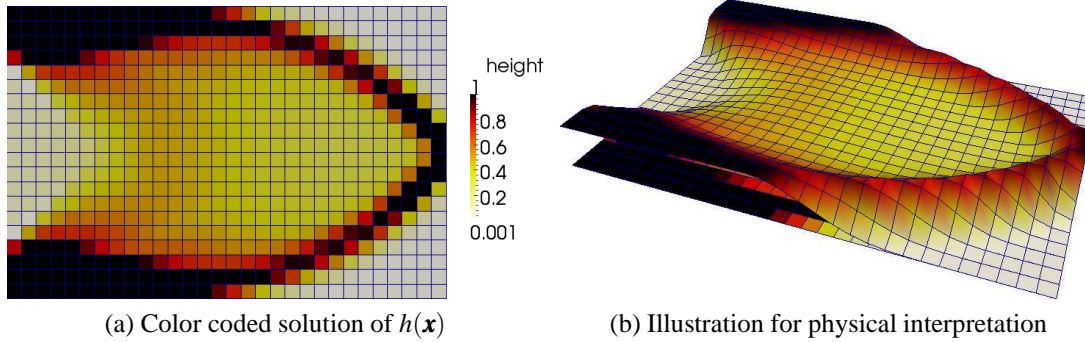 height
1
0.8
0.6
0.4
0.2
0.001
(a) Color coded solution of h(x)
(b) Illustration for physical interpretation